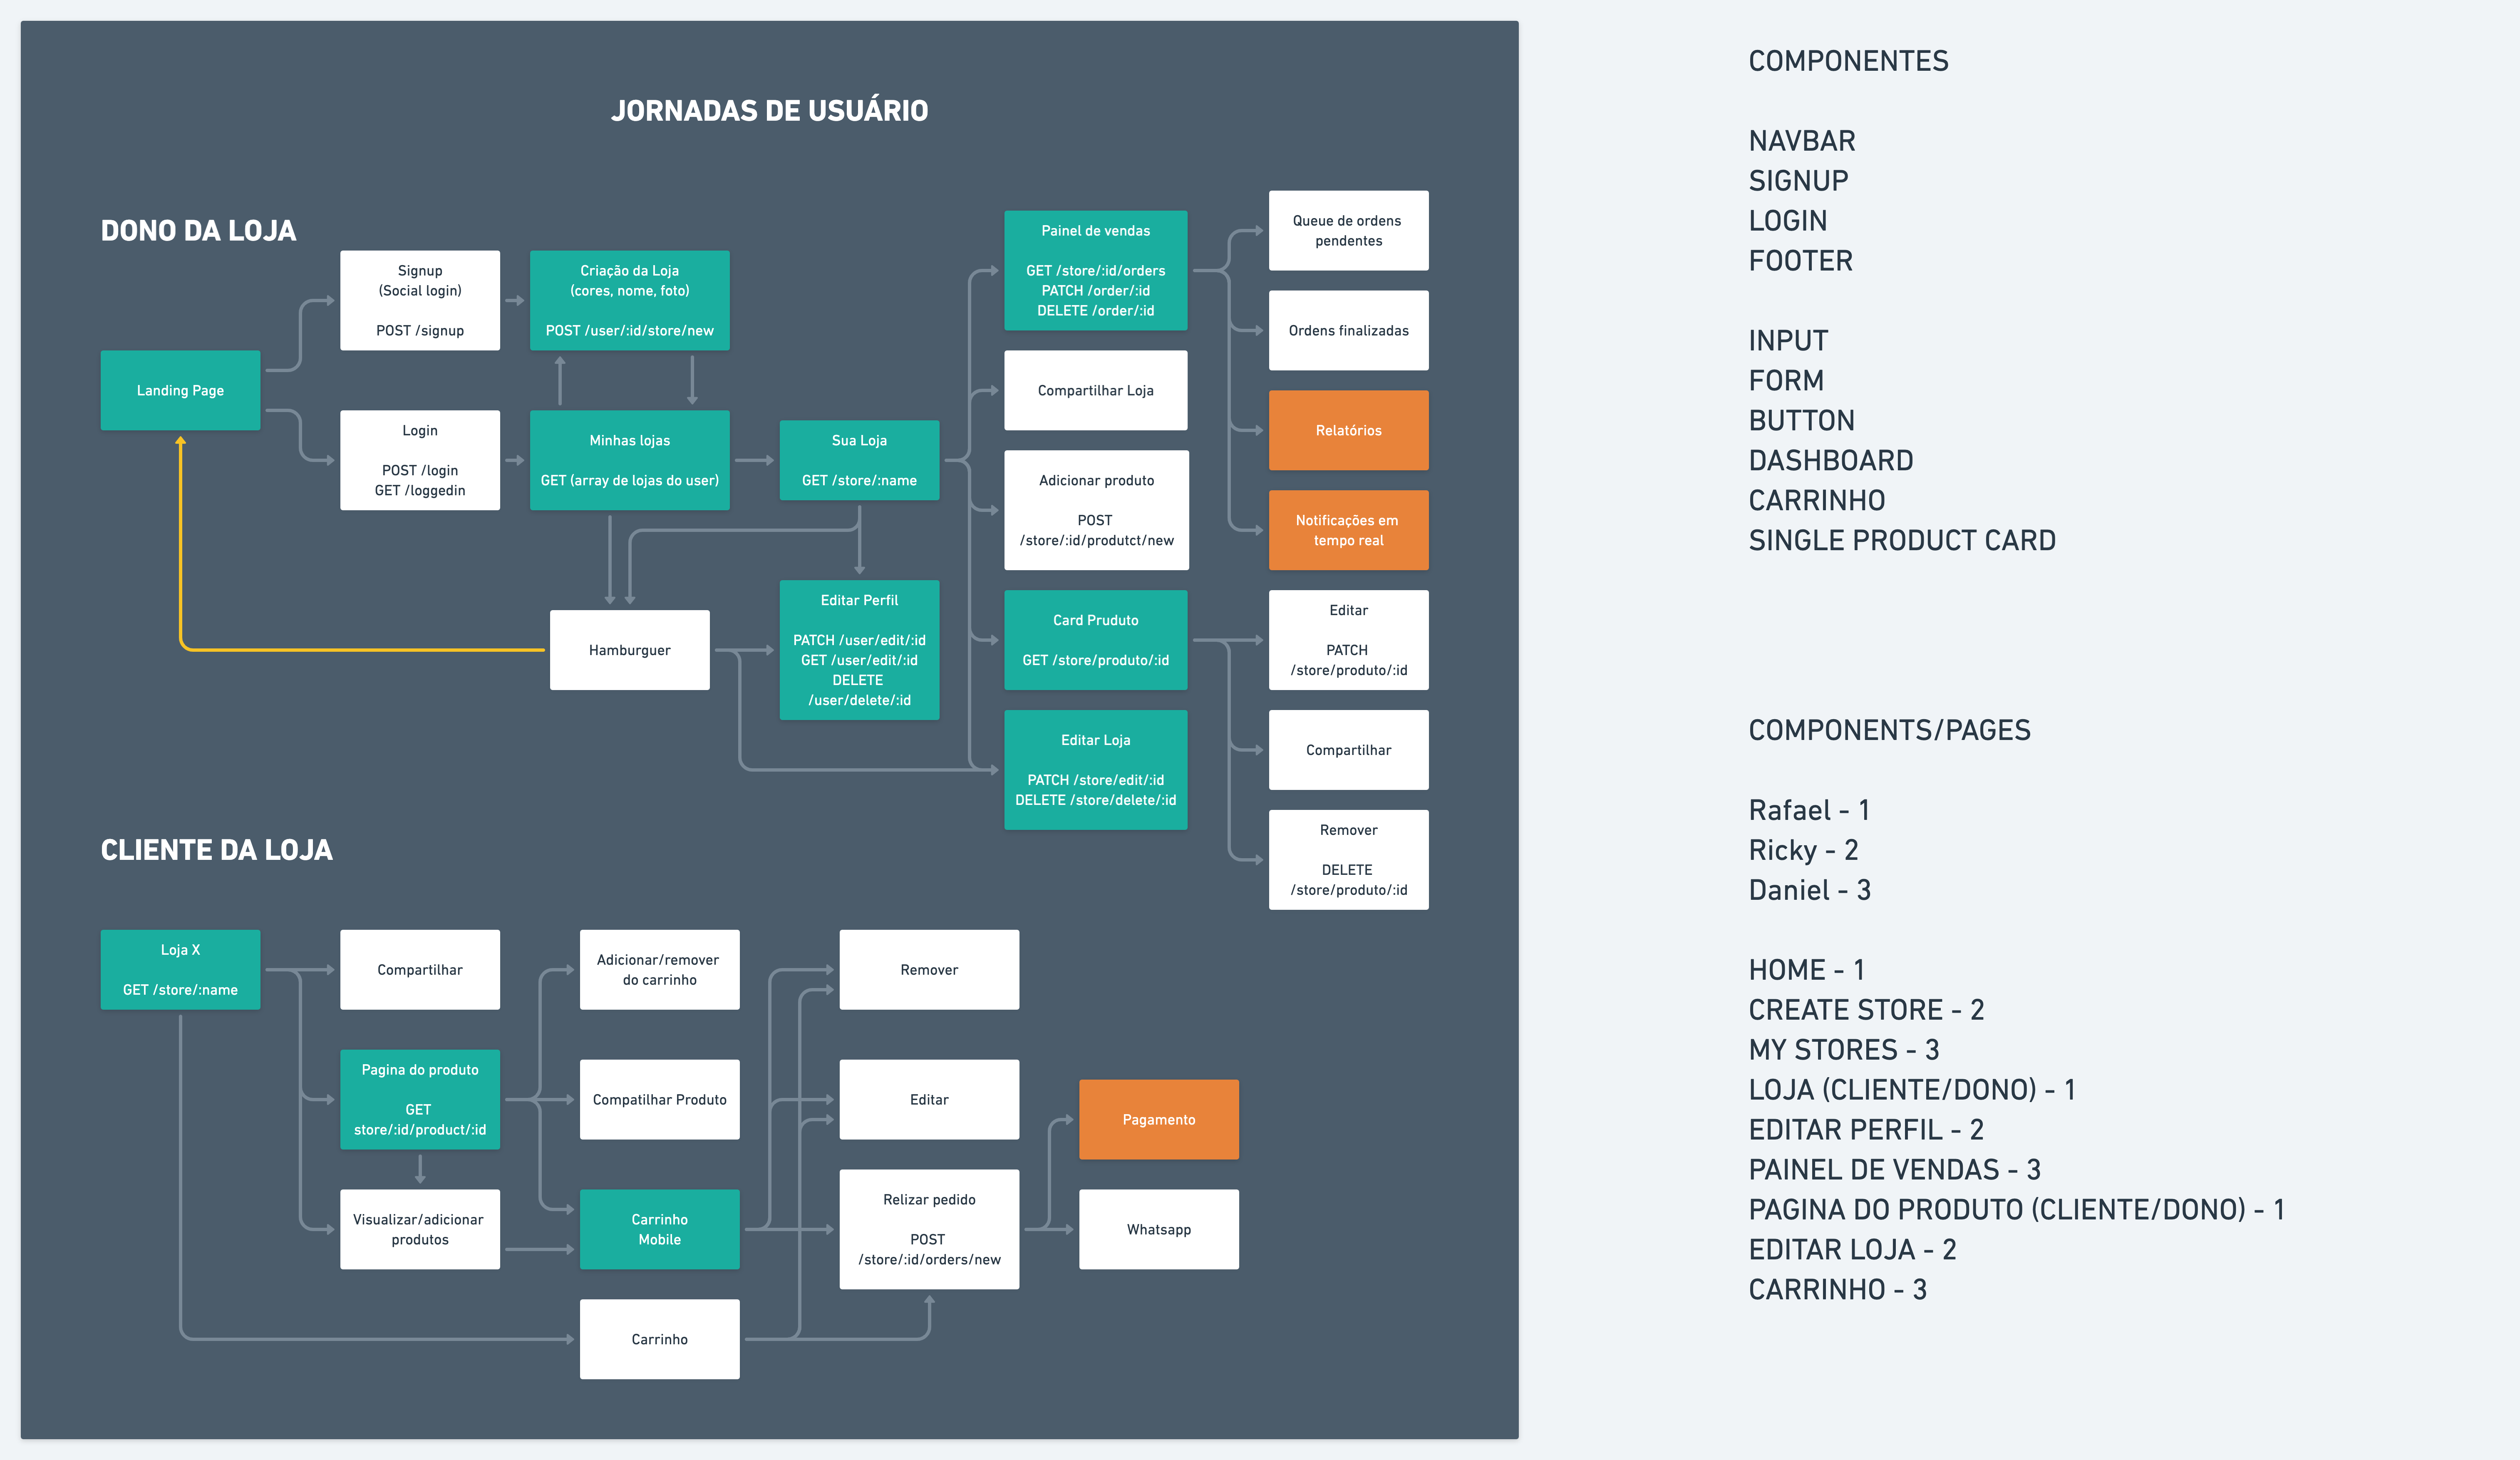 JORNADAS DE USUÁRIO
DONO DA LOJA
Landing Page
Signup
(Social login)
POST /signup
Login
POST /login
GET /loggedin
Criação da Loja
(cores, nome, foto)
POST /user/:id/store/new
Minhas lojas
GET (array de lojas do user)
Hamburguer
Sua Loja
GET /store/:name
Editar Perfil
PATCH /user/edit/:id
GET /user/edit/:id
DELETE
/user/delete/:id
Painel de vendas
GET /store/:id/orders
PATCH /order/:id
DELETE /order/:id
Compartilhar Loja
Adicionar produto
POST
/store/:id/produtct/new
Card Pruduto
GET /store/produto/:id
Editar Loja
PATCH /store/edit/:id
DELETE /store/delete/:id
Queue de ordens
pendentes
Ordens finalizadas
Relatórios
Notificações em
tempo real
Editar
PATCH
/store/produto/:id
Compartilhar
Remover
DELETE
/store/produto/:id
CLIENTE DA LOJA
Loja X
GET /store/:name
Compartilhar
Pagina do produto
GET
store/:id/product/:id
Visualizar/adicionar
produtos
Adicionar/remover
do carrinho
Compatilhar Produto
Carrinho
Mobile
Carrinho
Remover
Editar
Relizar pedido
POST
/store/:id/orders/new
Pagamento
Whatsapp
COMPONENTES
NAVBAR
SIGNUP
LOGIN
FOOTER
INPUT
FORM
BUTTON
DASHBOARD
CARRINHO
SINGLE PRODUCT CARD
COMPONENTS/PAGES
Rafael - 1
Ricky - 2
Daniel - 3
HOME - 1
CREATE STORE - 2
MY STORES - 3
LOJA (CLIENTE/DONO) - 1
EDITAR PERFIL - 2
PAINEL DE VENDAS - 3
PAGINA DO PRODUTO (CLIENTE/DONO) - 1
EDITAR LOJA - 2
CARRINHO - 3